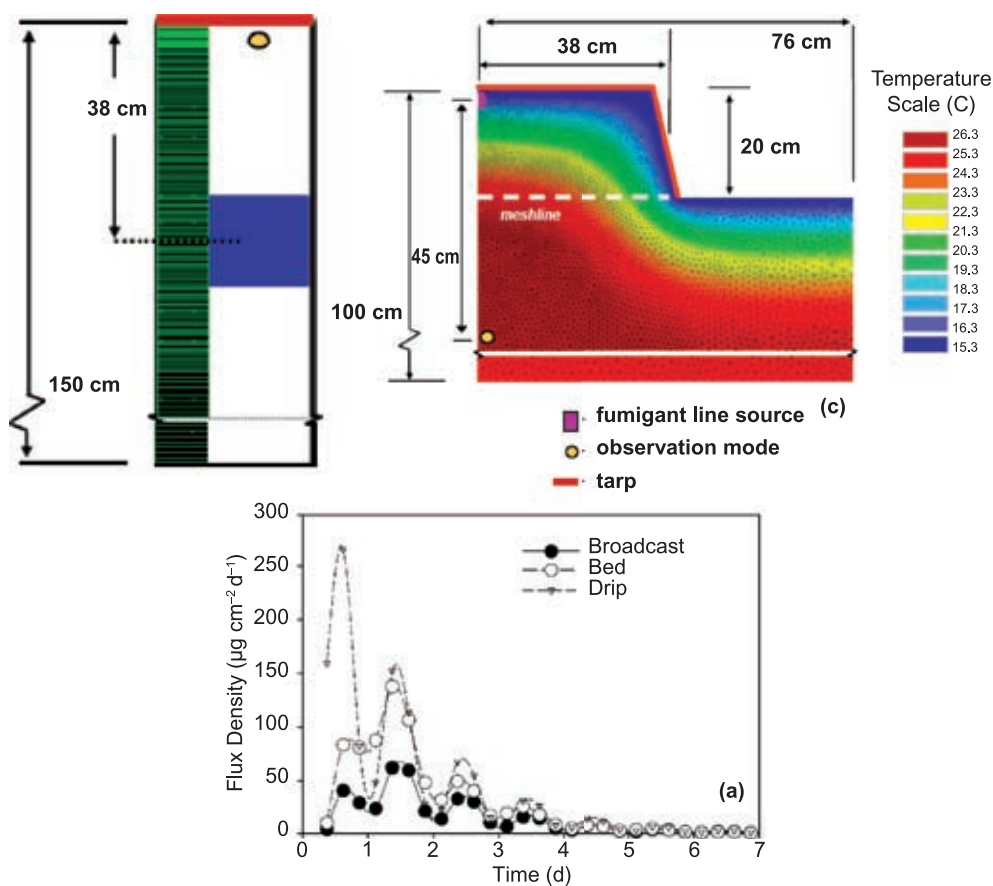 38 cm
150 cm
76 cm
38 cm
20 cm
meshline
45 cm
100 cm
Temperature
Scale (C)
26.3
25.3
24.3
23.3
22.3
21.3
20.3
19.3
18.3
17.3
16.3
15.3
(c)
fumigant line source
observation mode
tarp
300
250
200
150
100
50
0
Flux Density (µg cm⁻² d⁻¹)
Broadcast
Bed
Drip
(a)
0 1 2 3 4 5 6 7
Time (d)